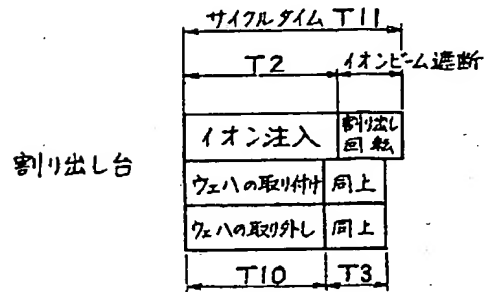 サイクルタイム T11
T2 イオンビーム遮断
イオン注入 割り出し
回転
割り出し台
ウェハの取り付け 同上
ウェハの取り外し 同上
T10 T3